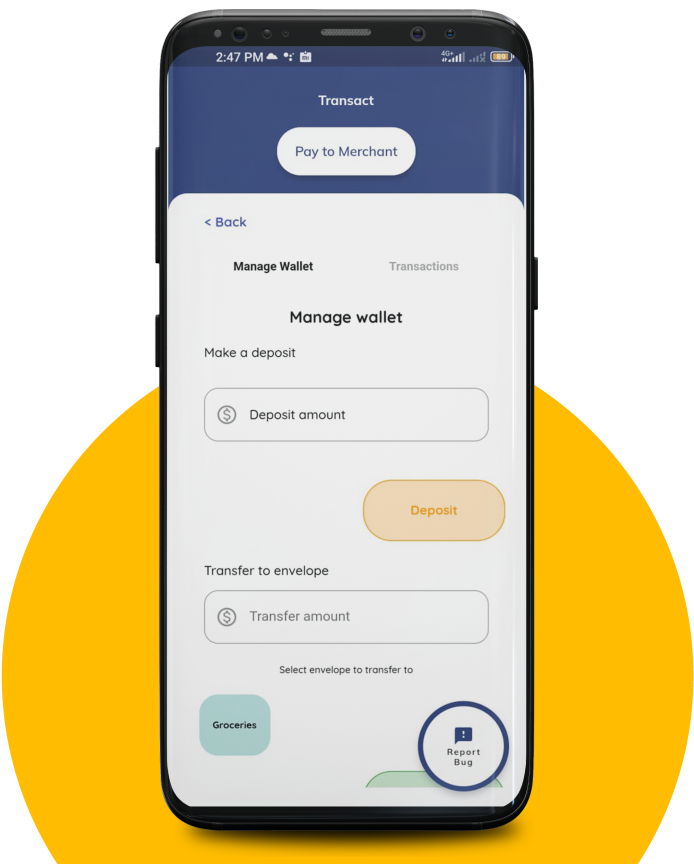 2:47 PM
4G+
Transact
Pay to Merchant
< Back
Manage Wallet
Transactions
Manage wallet
Make a deposit
Deposit amount
Deposit
Transfer to envelope
Transfer amount
Select envelope to transfer to
Groceries
Report
Bug